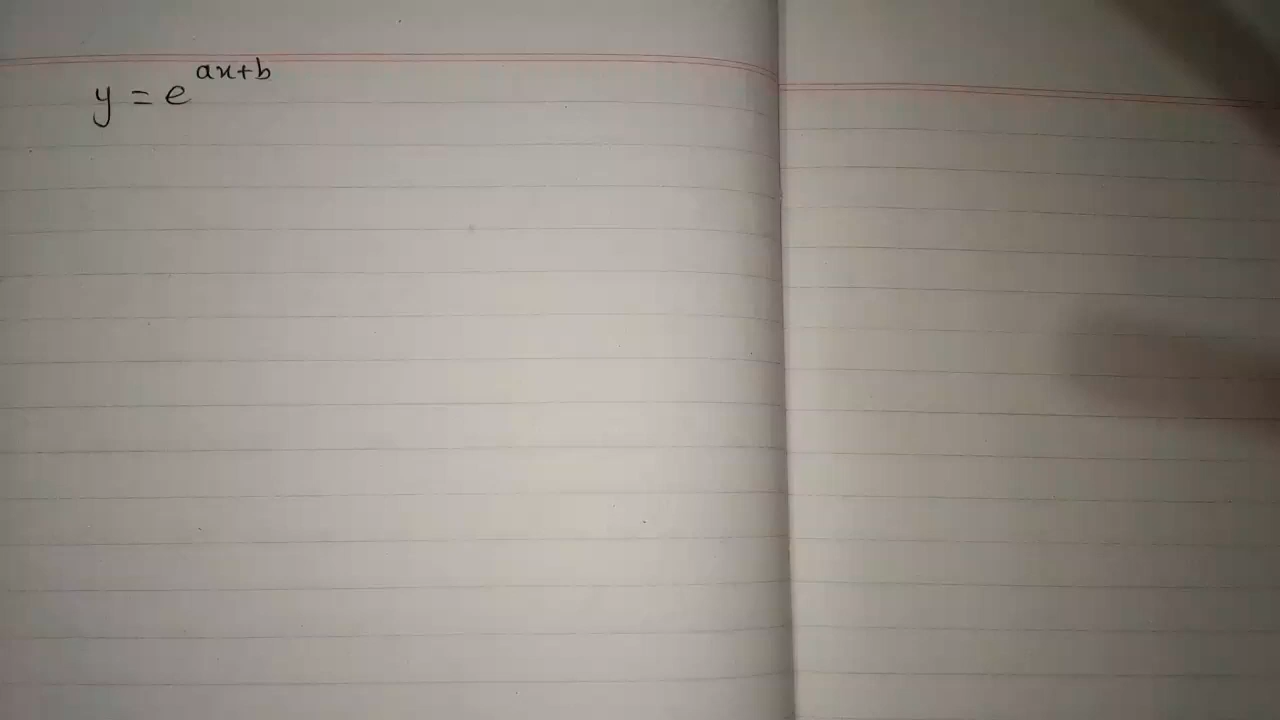 y = e^{ax+b}